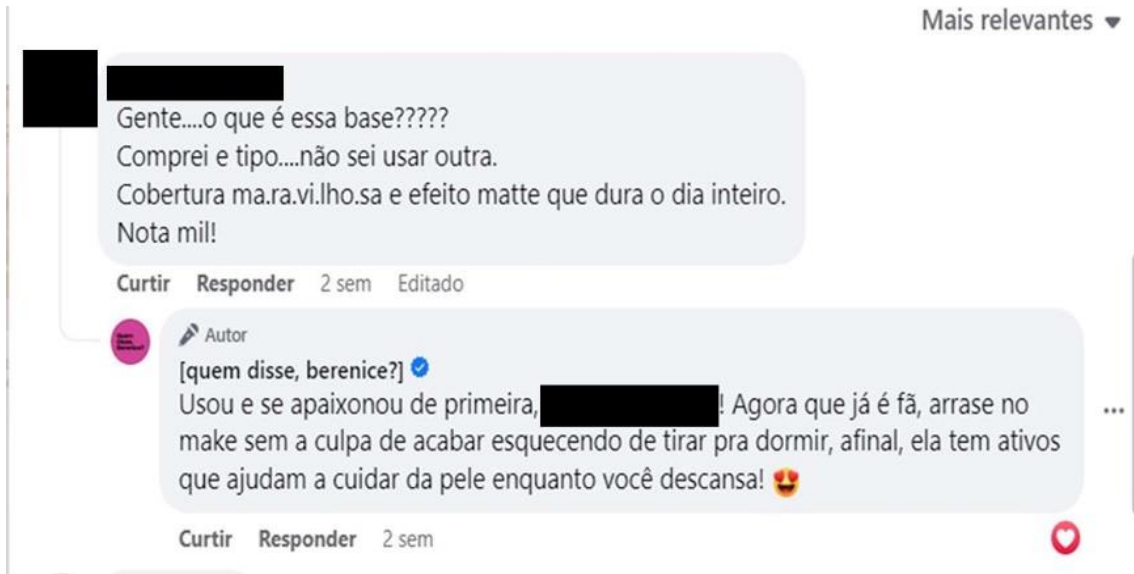 Mais relevantes
Gente....o que é essa base?????
Comprei e tipo....não sei usar outra.
Cobertura ma.ra.vi.lho.sa e efeito matte que dura o dia inteiro.
Nota mil!
Curtir Responder 2 sem Editado
Autor
[quem disse, berenice?]
Usou e se apaixonou de primeira, ! Agora que já é fã, arrase no
make sem a culpa de acabar esquecendo de tirar pra dormir, afinal, ela tem ativos
que ajudam a cuidar da pele enquanto você descansa! 😍
Curtir Responder 2 sem